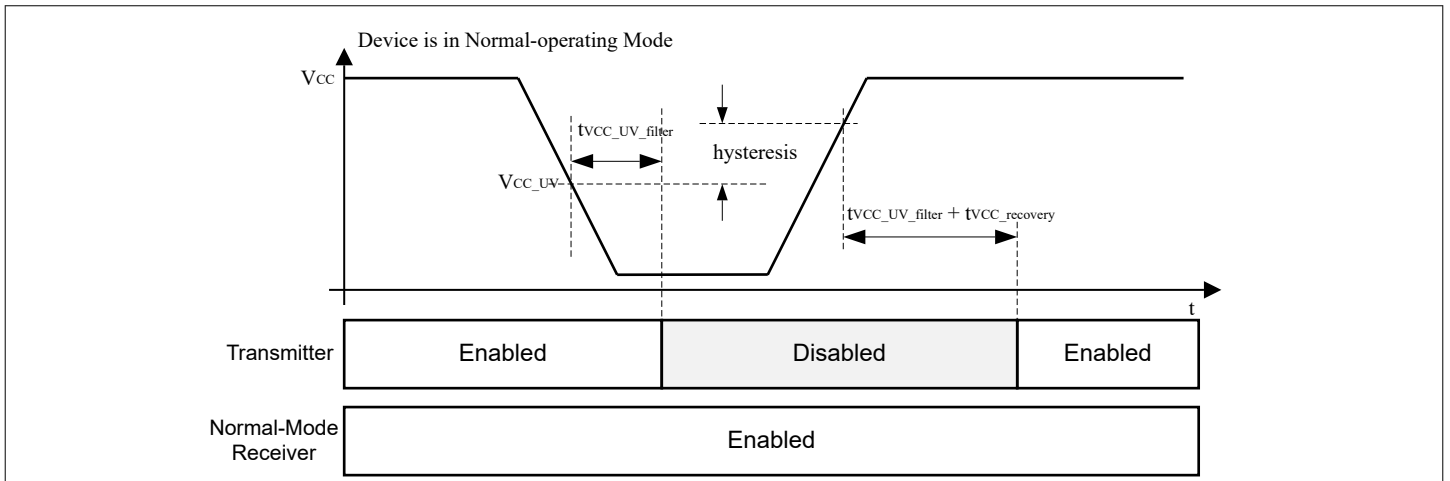 Device is in Normal-operating Mode
VCC
tVCC_UV_filter
hysteresis
VCC_UV
tVCC_UV_filter + tVCC_recovery
t
Transmitter
Enabled
Disabled
Enabled
Normal-Mode
Receiver
Enabled